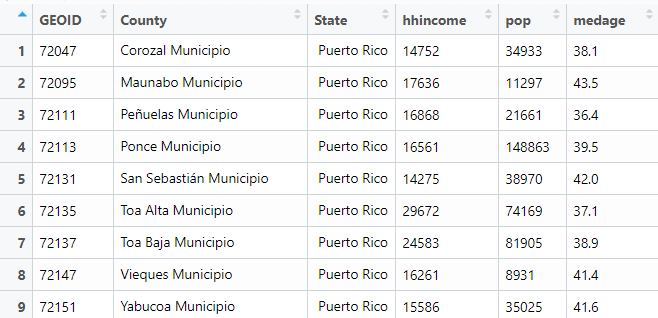 GEOID County State hhincome pop medage
1 72047 Corozal Municipio Puerto Rico 14752 34933 38.1
2 72095 Maunabo Municipio Puerto Rico 17636 11297 43.5
3 72111 Peñuelas Municipio Puerto Rico 16868 21661 36.4
4 72113 Ponce Municipio Puerto Rico 16561 148863 39.5
5 72131 San Sebastián Municipio Puerto Rico 14275 38970 42.0
6 72135 Toa Alta Municipio Puerto Rico 29672 74169 37.1
7 72137 Toa Baja Municipio Puerto Rico 24583 81905 38.9
8 72147 Vieques Municipio Puerto Rico 16261 8931 41.4
9 72151 Yabucoa Municipio Puerto Rico 15586 35025 41.6